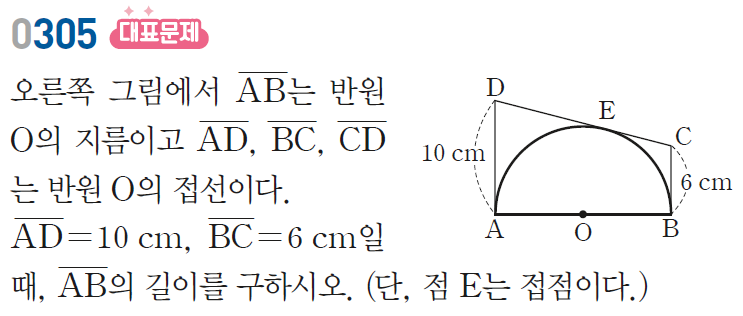 0305 대표문제
오른쪽 그림에서 AB는 반원
O의 지름이고 AD, BC, CD
는 반원 O의 접선이다.
AD=10 cm, BC=6 cm일
때, AB의 길이를 구하시오. (단, 점 E는 접점이다.)
D
E
C
10 cm
6 cm
A
O
B